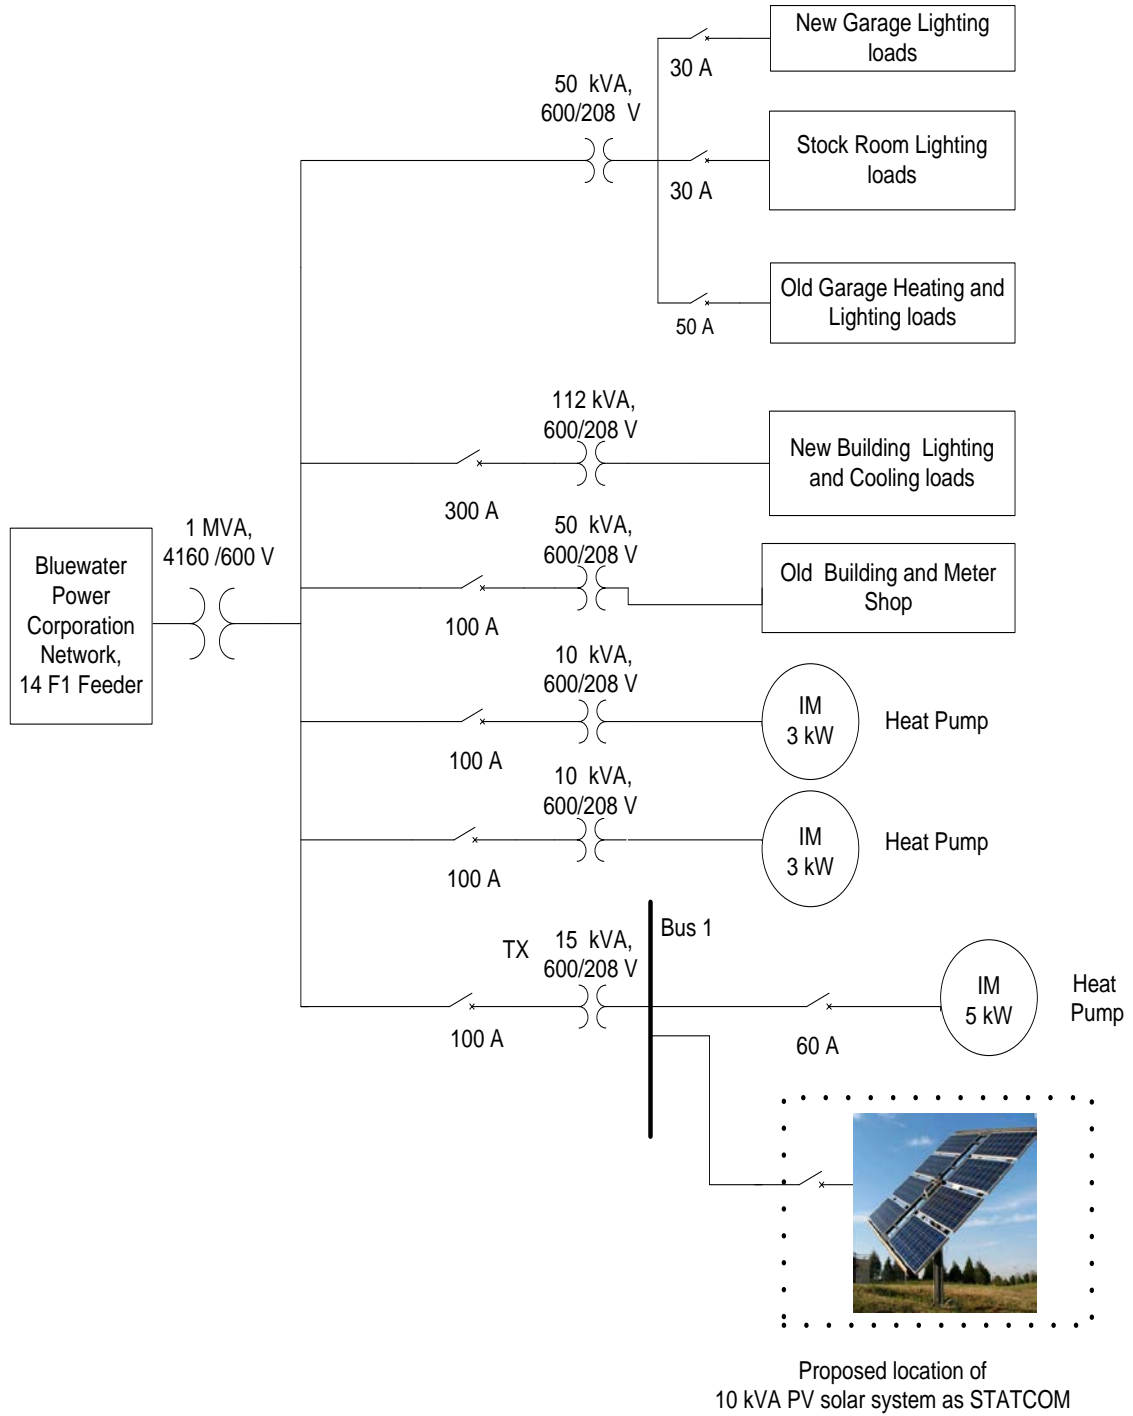 New Garage Lighting
loads
30 A
50 kVA,
600/208 V
Stock Room Lighting
loads
30 A
Old Garage Heating and
Lighting loads
50 A
112 kVA,
600/208 V
New Building Lighting
and Cooling loads
300 A
1 MVA,
4160 /600 V
Bluewater
Power
Corporation
Network,
14 F1 Feeder
50 kVA,
600/208 V
Old Building and Meter
Shop
100 A
10 kVA,
600/208 V
IM
3 kW
Heat Pump
100 A
10 kVA,
600/208 V
IM
3 kW
Heat Pump
100 A
Bus 1
TX
15 kVA,
600/208 V
IM
5 kW
Heat
Pump
100 A
60 A
Proposed location of
10 kVA PV solar system as STATCOM